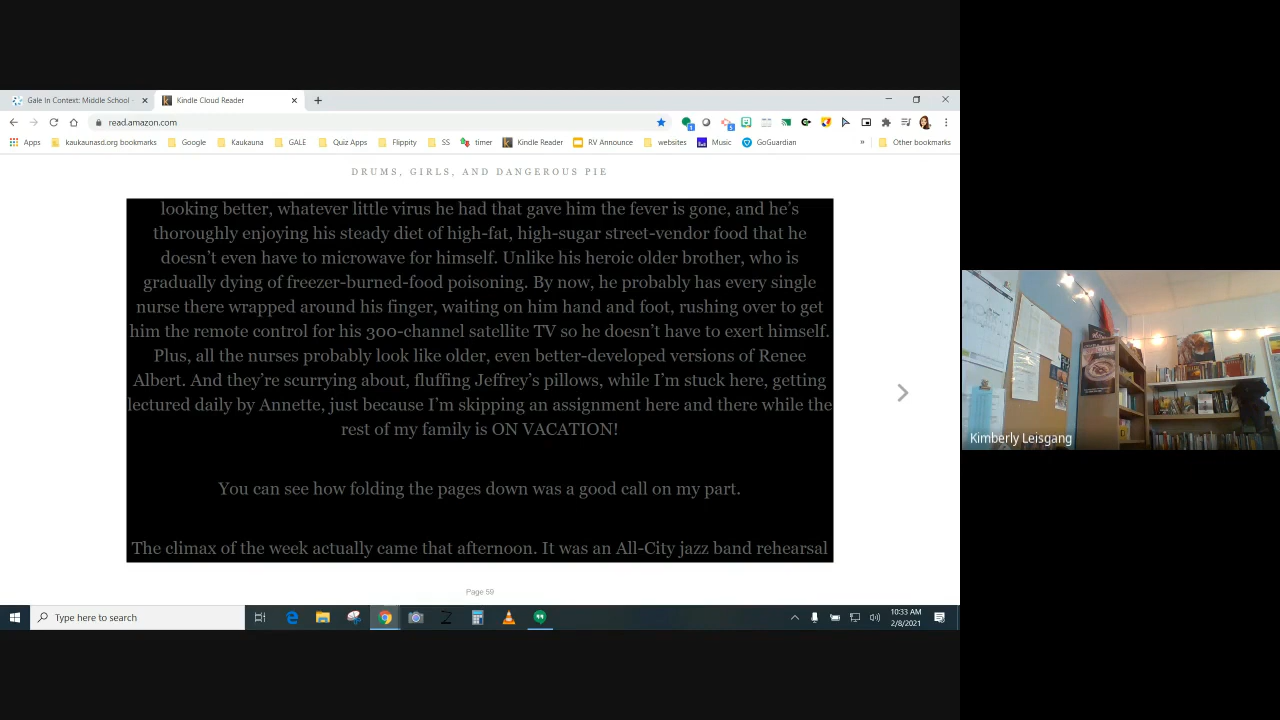 Gale In Context: Middle School
Kindle Cloud Reader
read.amazon.com
Apps
kaukaunasd.org bookmarks
Google
Kaukauna
GALE
Quiz Apps
Flippity
SS
timer
Kindle Reader
RV Announce
websites
Music
GoGuardian
»
Other bookmarks
DRUMS, GIRLS, AND DANGEROUS PIE
looking better, whatever little virus he had that gave him the fever is gone, and he’s
thoroughly enjoying his steady diet of high-fat, high-sugar street-vendor food that he
doesn’t even have to microwave for himself. Unlike his heroic older brother, who is
gradually dying of freezer-burned-food poisoning. By now, he probably has every single
nurse there wrapped around his finger, waiting on him hand and foot, rushing over to get
him the remote control for his 300-channel satellite TV so he doesn’t have to exert himself.
Plus, all the nurses probably look like older, even better-developed versions of Renee
Albert. And they’re scurrying about, fluffing Jeffrey’s pillows, while I’m stuck here, getting
lectured daily by Annette, just because I’m skipping an assignment here and there while the
rest of my family is ON VACATION!
You can see how folding the pages down was a good call on my part.
The climax of the week actually came that afternoon. It was an All-City jazz band rehearsal
Page 59
Kimberly Leisgang
Type here to search
10:33 AM
2/8/2021